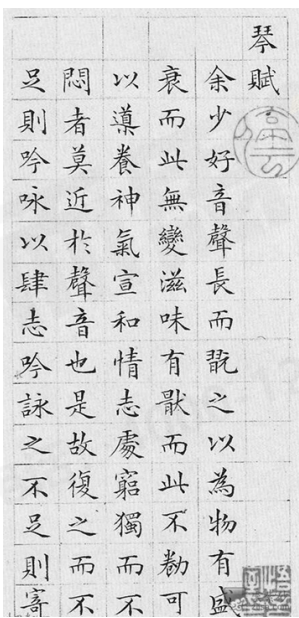 琴賦
余少好音聲長而翫之以為物有盛
衰而此無變滋味有猒而此不勌可
以導養神氣宣和情志處窮獨而不
悶者莫近於聲音也是故復之而不
足則吟咏以肆志吟詠之不足則寄